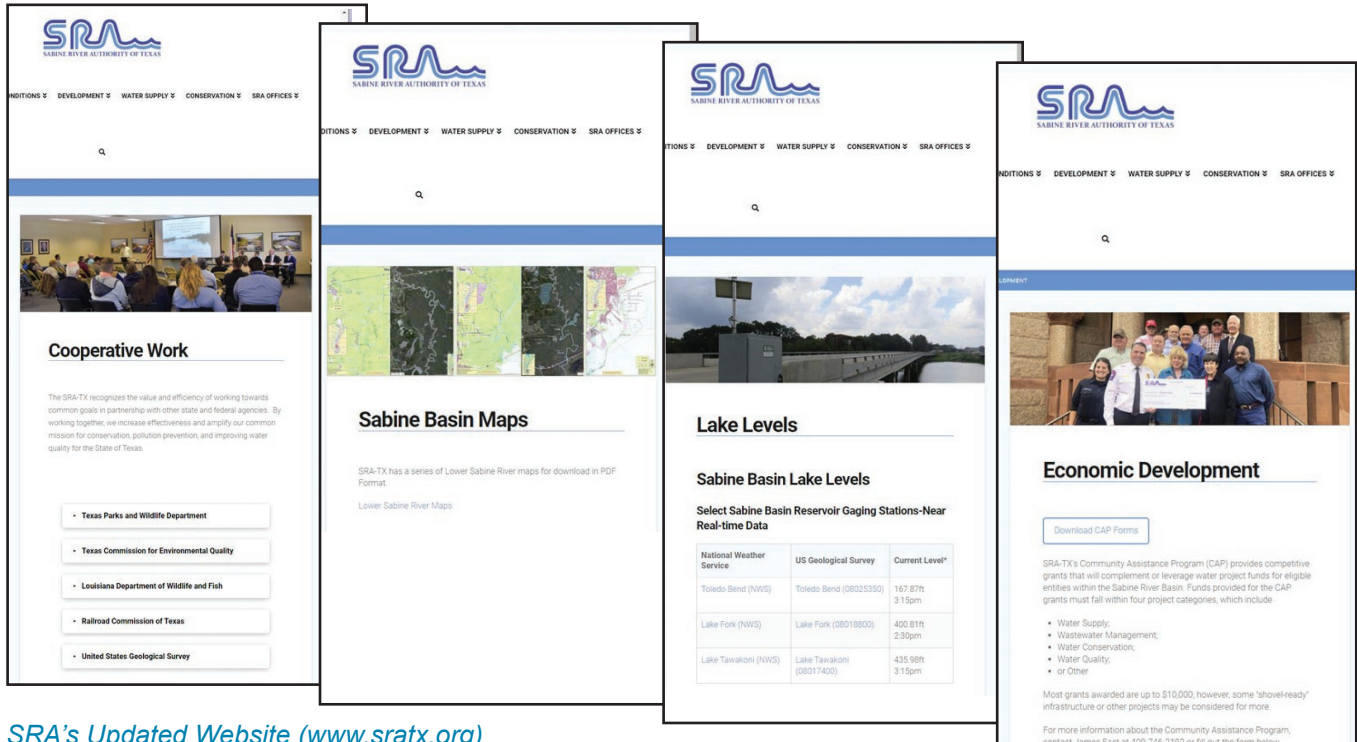 SRA
SABINE RIVER AUTHORITY OF TEXAS
NDITIONS DEVELOPMENT WATER SUPPLY CONSERVATION SRA OFFICES
Cooperative Work
The SRA-TX recognizes the value and efficiency of working towards
common goals in partnership with other state and federal agencies. By
working together, we increase effectiveness and amplify our common
mission for conservation, pollution prevention, and improving water
quality for the State of Texas.
- Texas Parks and Wildlife Department
- Texas Commission for Environmental Quality
- Louisiana Department of Wildlife and Fish
- Railroad Commission of Texas
- United States Geological Survey
SRA
SABINE RIVER AUTHORITY OF TEXAS
DITIONS DEVELOPMENT WATER SUPPLY CONSERVATION SRA OFFICES
Sabine Basin Maps
SRA-TX has a series of Lower Sabine River maps for download in PDF
Format.
Lower Sabine River Maps
SRA
SABINE RIVER AUTHORITY OF TEXAS
ITIONS DEVELOPMENT WATER SUPPLY CONSERVATION SRA OFFICES
Lake Levels
Sabine Basin Lake Levels
Select Sabine Basin Reservoir Gaging Stations-Near
Real-time Data
National Weather Service US Geological Survey Current Level*
Toledo Bend (NWS) Toledo Bend (08025350) 167.87ft 3:15pm
Lake Fork (NWS) Lake Fork (08018800) 400.81ft 2:30pm
Lake Tawakoni (NWS) Lake Tawakoni (08017400) 435.98ft 3:15pm
SRA
SABINE RIVER AUTHORITY OF TEXAS
NDITIONS DEVELOPMENT WATER SUPPLY CONSERVATION SRA OFFICES
LOPMENT
Economic Development
Download CAP Forms
SRA-TX's Community Assistance Program (CAP) provides competitive
grants that will complement or leverage water project funds for eligible
entities within the Sabine River Basin. Funds provided for the CAP
grants must fall within four project categories, which include:
• Water Supply;
• Wastewater Management;
• Water Conservation;
• Water Quality;
• or Other
Most grants awarded are up to $10,000; however, some "shovel-ready"
infrastructure or other projects may be considered for more.
For more information about the Community Assistance Program,
contact James East at 409-746-2192 or fill out the form below.
SRA's Updated Website (www.sratx.org)